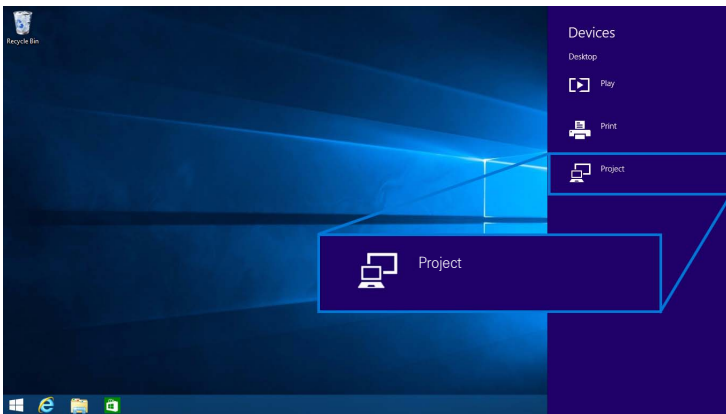 Recycle Bin
Devices
Desktop
Play
Print
Project
Project